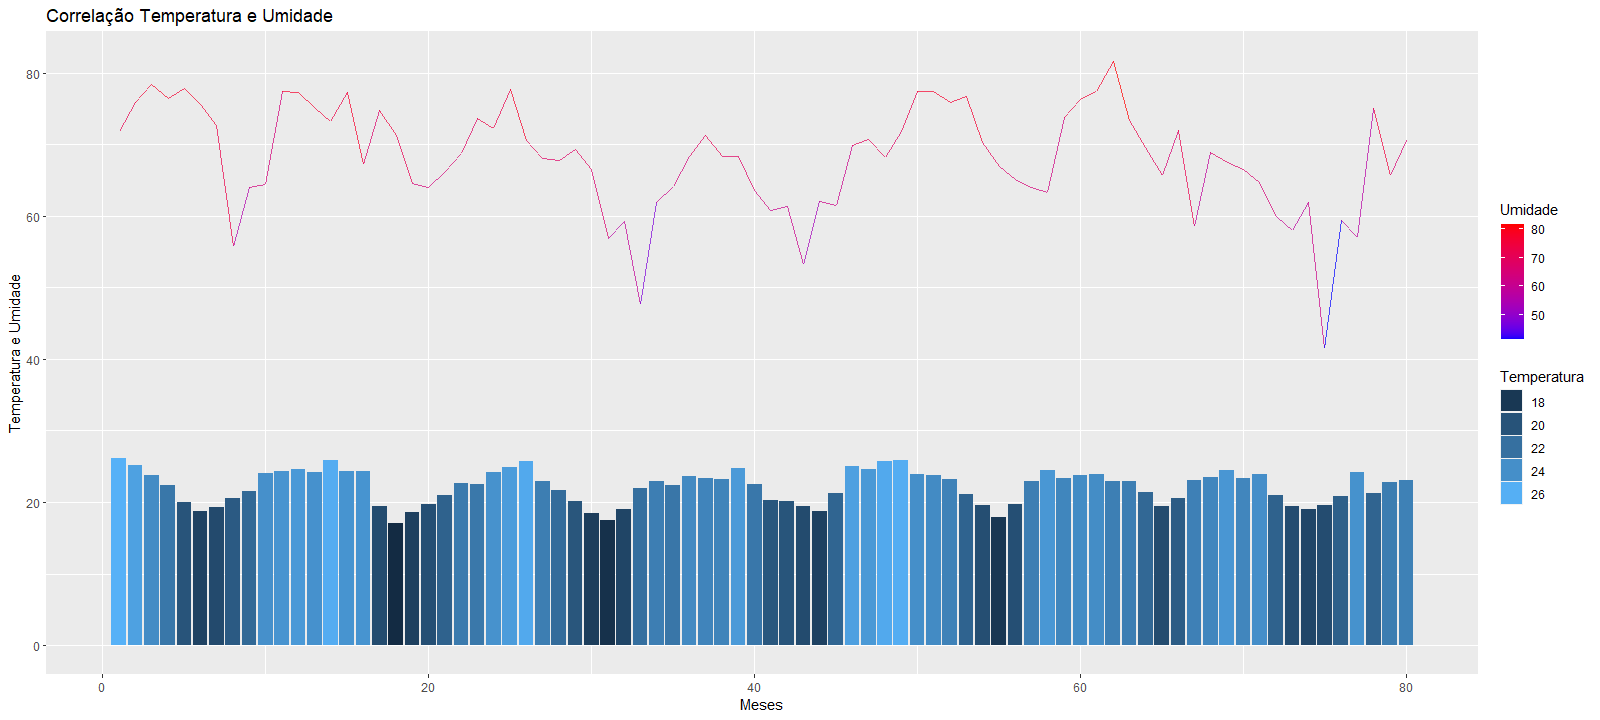 Correlação Temperatura e Umidade
Temperatura e Umidade
80
60
40
20
0
0 20 40 60 80
Meses
Umidade
80
70
60
50
Temperatura
18
20
22
24
26